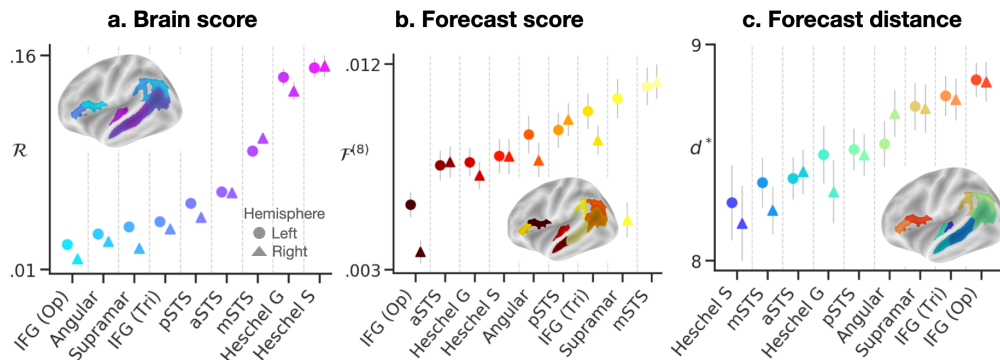 a. Brain score
.16
R
.01
Hemisphere
Left
Right
IFG (Op)
Angular
Supramar
IFG (Tri)
pSTS
aSTS
mSTS
Heschel G
Heschel S
b. Forecast score
.012
F(8)
.003
IFG (Op)
aSTS
Heschel G
Heschel S
Angular
pSTS
IFG (Tri)
Supramar
mSTS
c. Forecast distance
9
d*
8
Heschel S
mSTS
aSTS
Heschel G
pSTS
Angular
Supramar
IFG (Tri)
IFG (Op)